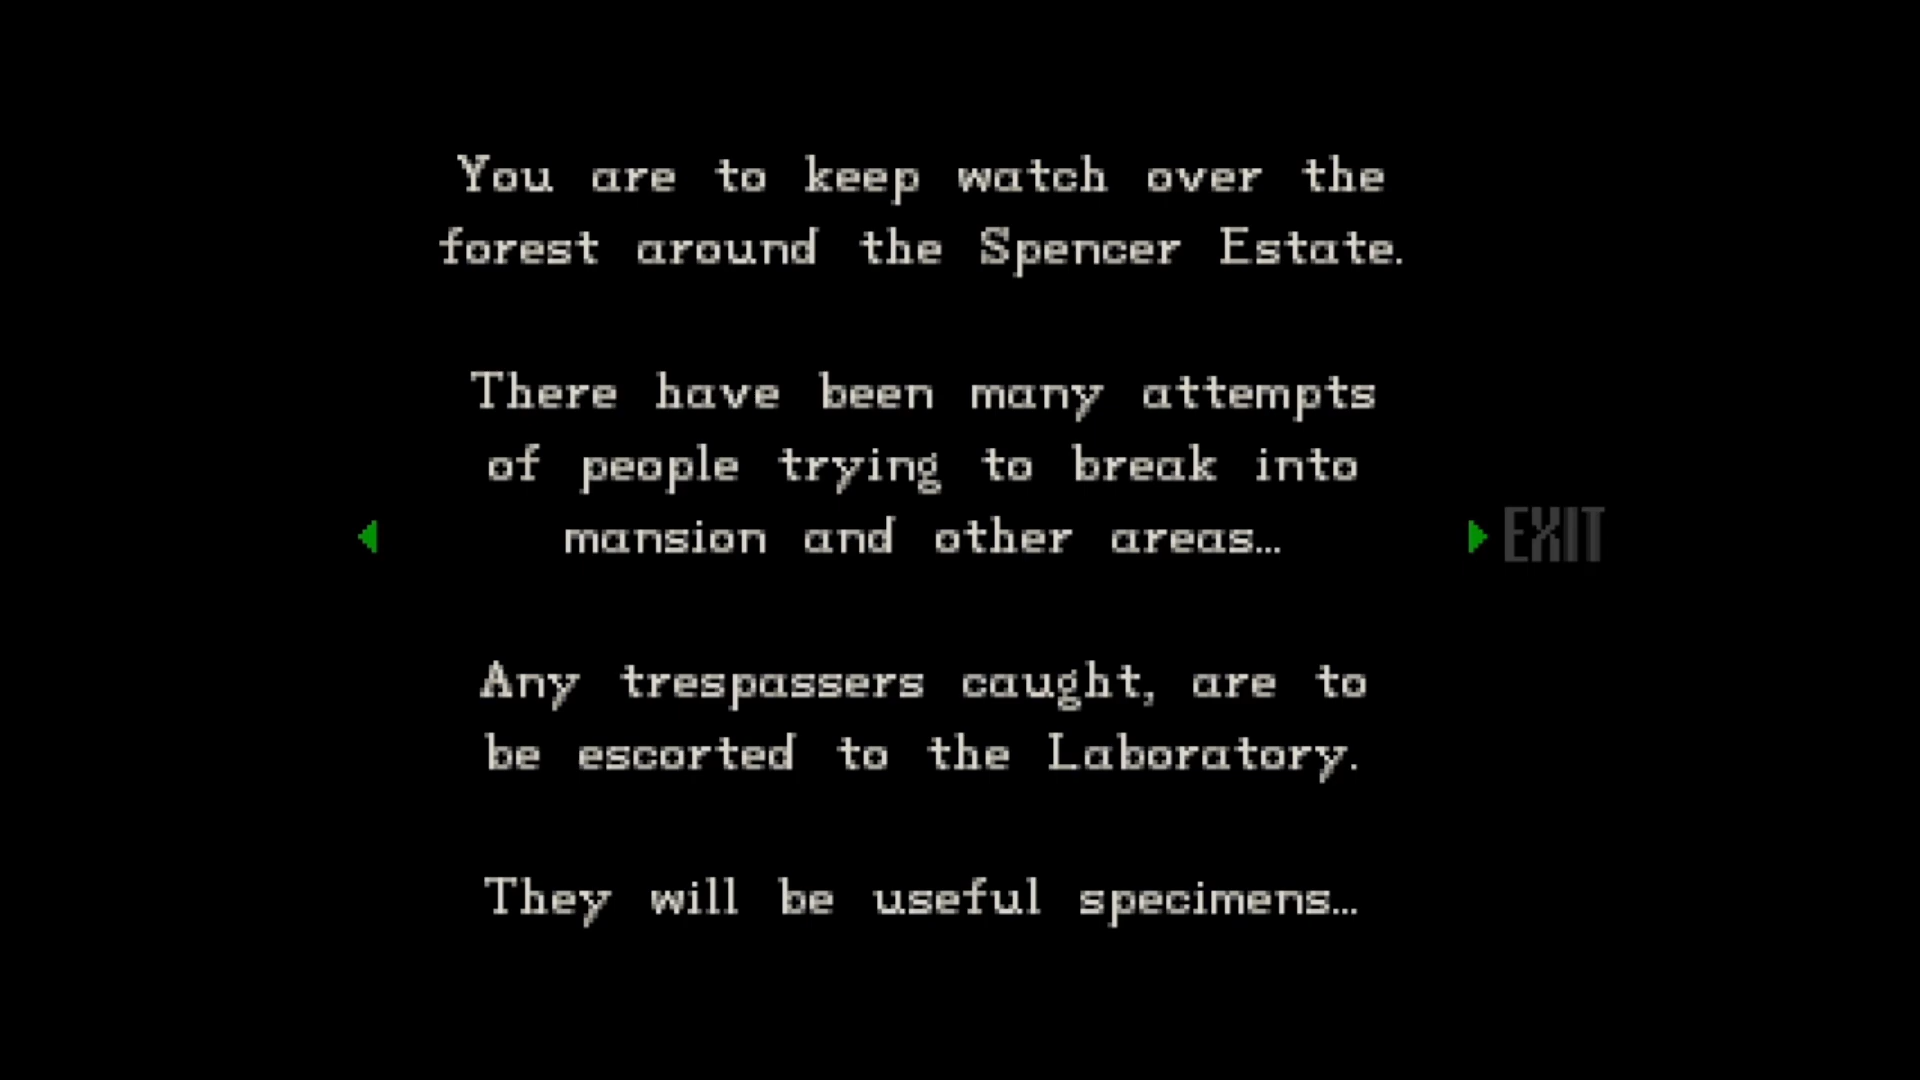 You are to keep watch over the
forest around the Spencer Estate.
There have been many attempts
of people trying to break into
mansion and other areas…
EXIT
Any trespassers caught, are to
be escorted to the Laboratory.
They will be useful specimens…